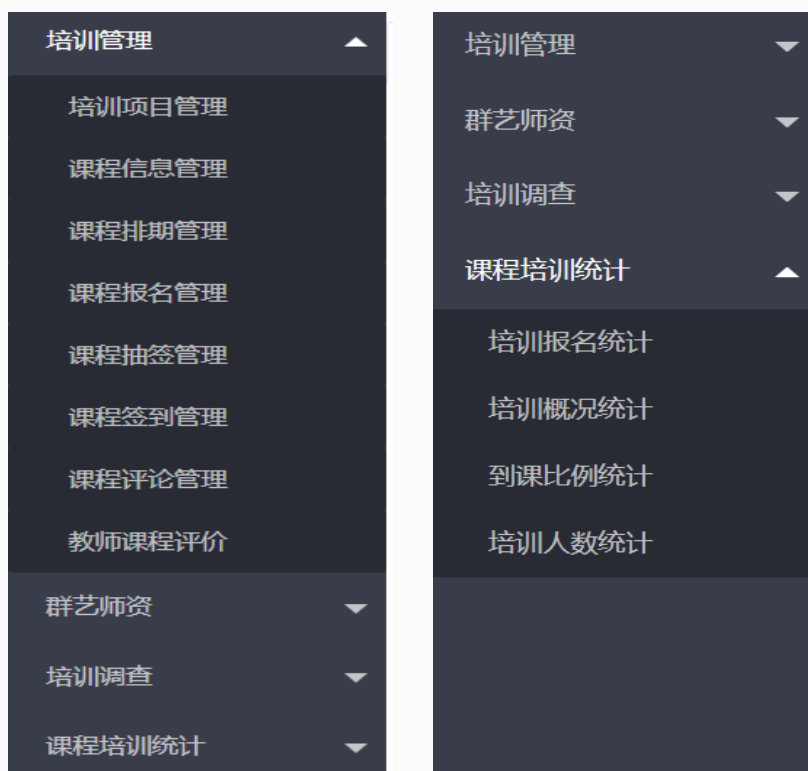 培训管理
培训项目管理
课程信息管理
课程排期管理
课程报名管理
课程抽签管理
课程签到管理
课程评论管理
教师课程评价
群艺师资
培训调查
课程培训统计
培训管理
群艺师资
培训调查
课程培训统计
培训报名统计
培训概况统计
到课比例统计
培训人数统计